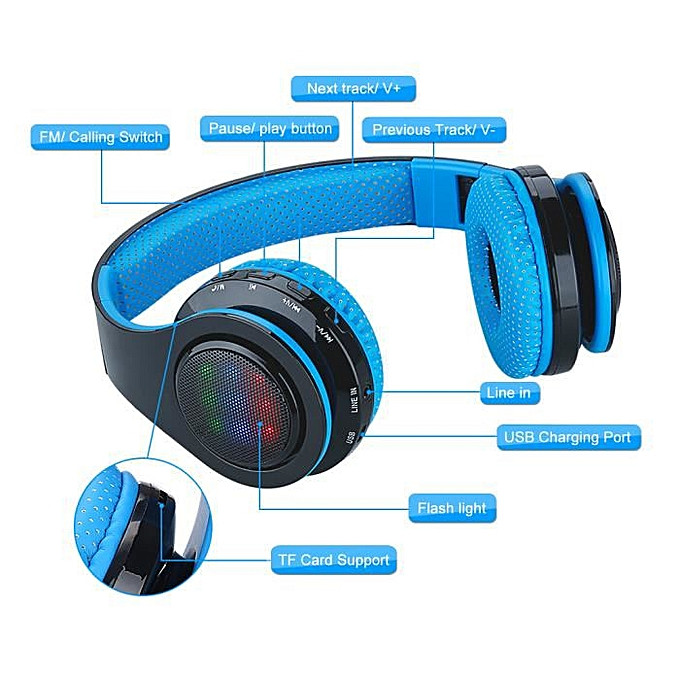 Next track/ V+
FM/ Calling Switch
Pause/ play button
Previous Track/ V-
Line in
LINE IN
USB
USB Charging Port
Flash light
TF Card Support